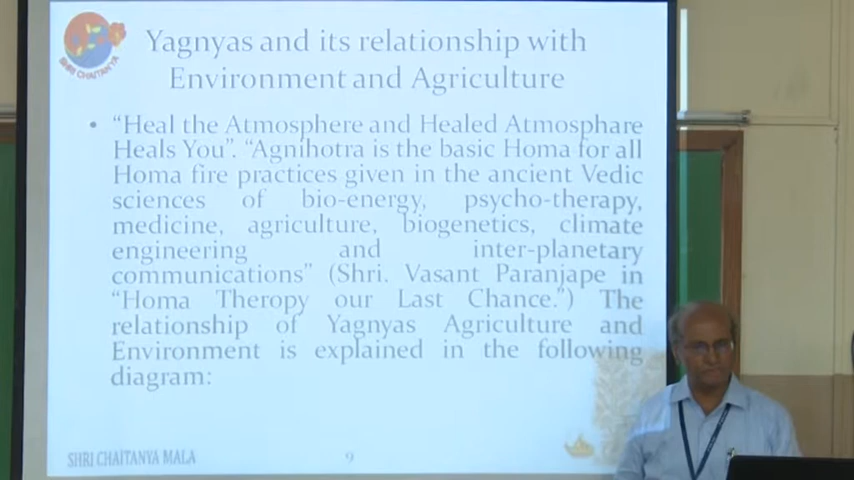 SHRI CHAITANYA
Yagnyas and its relationship with
Environment and Agriculture
• “Heal the Atmosphere and Healed Atmosphare
Heals You”. “Agnihotra is the basic Homa for all
Homa fire practices given in the ancient Vedic
sciences of bio-energy, psycho-therapy,
medicine, agriculture, biogenetics, climate
engineering and inter-planetary
communications” (Shri. Vasant Paranjape in
“Homa Theropy our Last Chance.”) The
relationship of Yagnyas Agriculture and
Environment is explained in the following
diagram:
SHRI CHAITANYA MALA
9